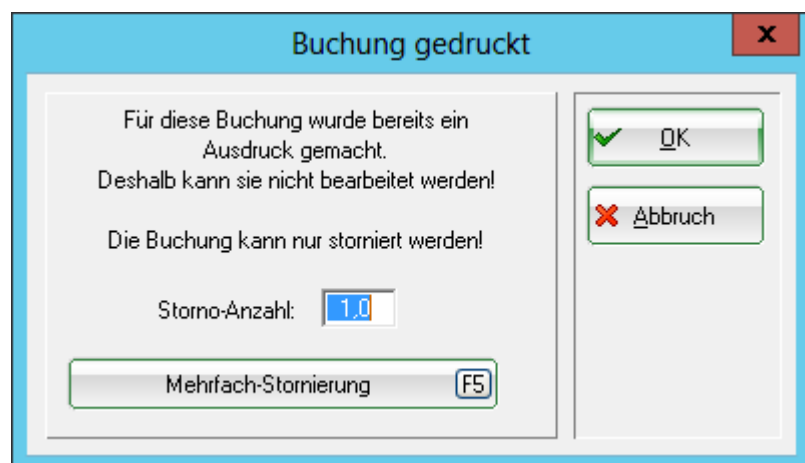 Buchung gedruckt
x
Für diese Buchung wurde bereits ein
Ausdruck gemacht.
Deshalb kann sie nicht bearbeitet werden!
Die Buchung kann nur storniert werden!
Storno-Anzahl: 1,0
Mehrfach-Stornierung F5
OK
Abbruch